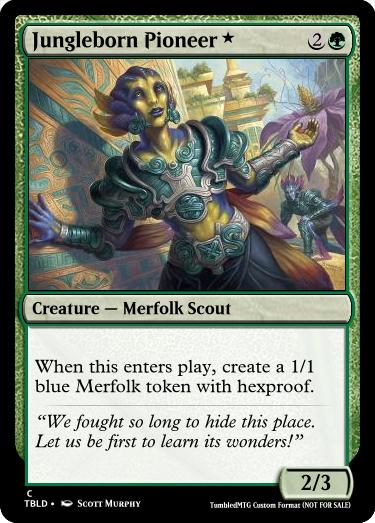 Jungleborn Pioneer ★ 2
Creature — Merfolk Scout
When this enters play, create a 1/1
blue Merfolk token with hexproof.
“We fought so long to hide this place.
Let us be first to learn its wonders!”
2/3
C
TBLD • Scott Murphy
TumbledMTG Custom Format (NOT FOR SALE)